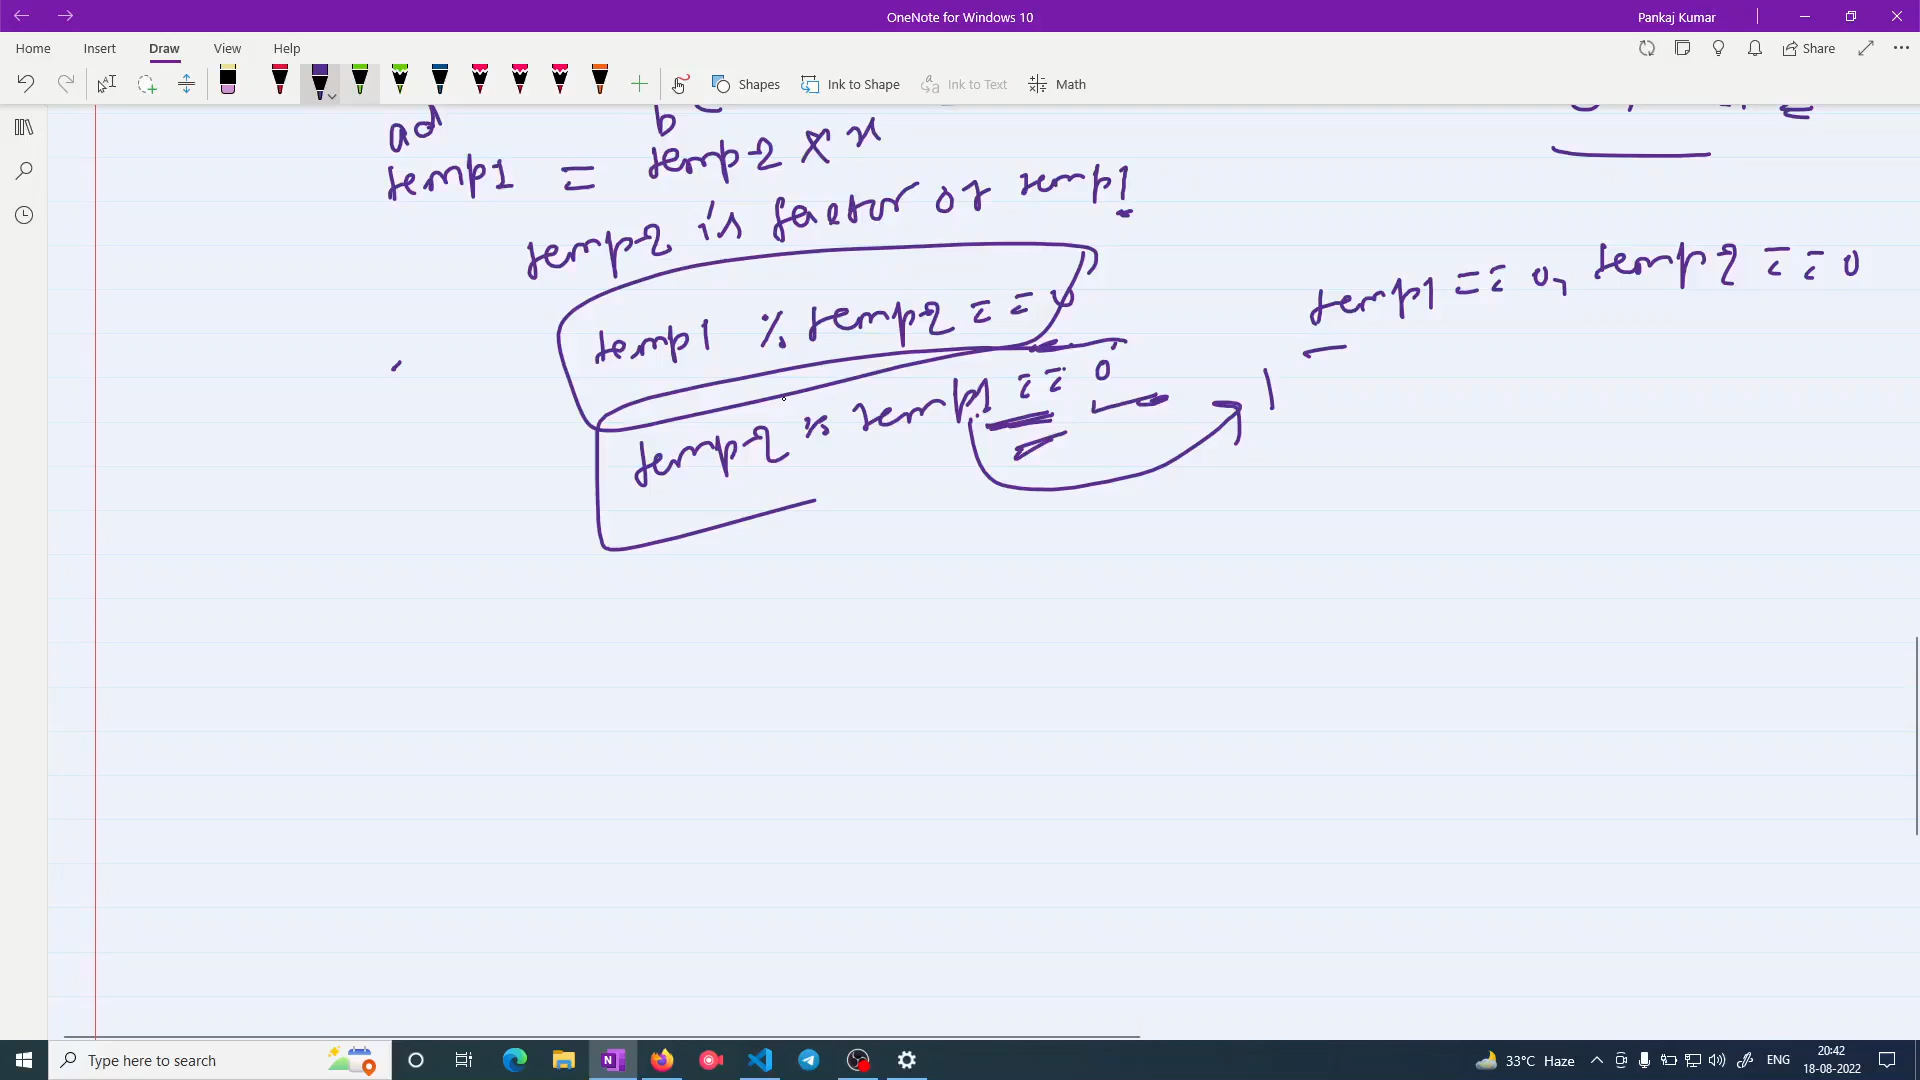 OneNote for Windows 10
Pankaj Kumar
Home Insert Draw View Help
Share
Shapes Ink to Shape Ink to Text Math
ad b
temp1 = temp2 X x
temp2 is factor of temp1
temp1 % temp2 == 0
temp1 == 0, temp2 == 0
temp2 % temp1 == 0
1
Type here to search
33°C Haze
ENG
20:42
18-08-2022